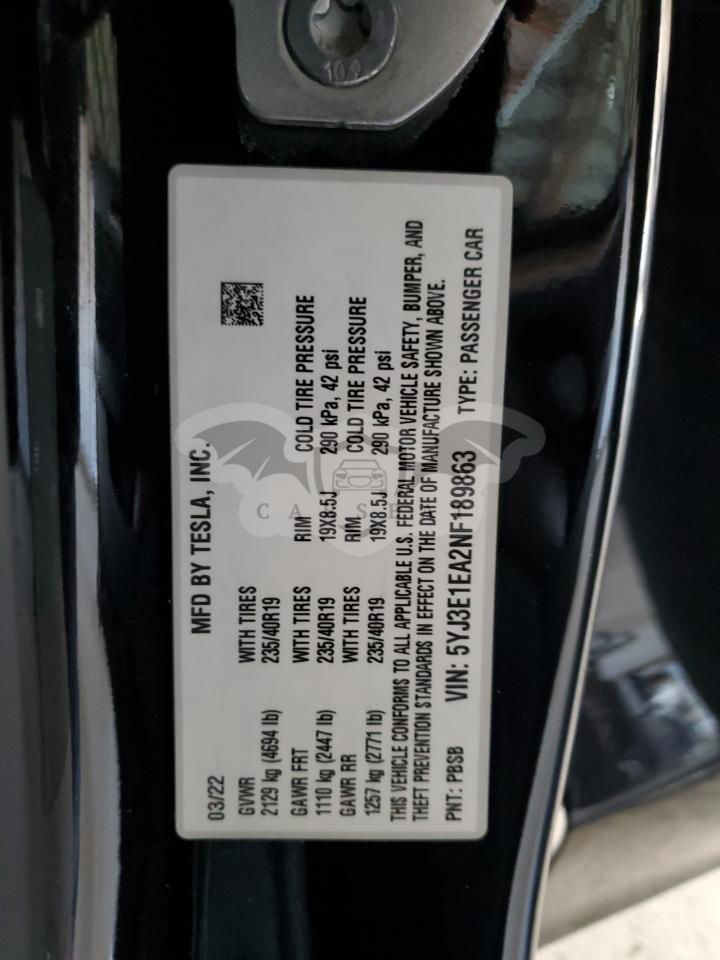 10.9
MFD BY TESLA, INC.
03/22
GVWR WITH TIRES RIM COLD TIRE PRESSURE
2129 kg (4694 lb) 235/40R19 19X8.5J 290 kPa, 42 psi
GAWR FRT WITH TIRES RIM COLD TIRE PRESSURE
1110 kg (2447 lb) 235/40R19 19X8.5J 290 kPa, 42 psi
GAWR RR WITH TIRES
1257 kg (2771 lb) 235/40R19
THIS VEHICLE CONFORMS TO ALL APPLICABLE U.S. FEDERAL MOTOR VEHICLE SAFETY, BUMPER, AND
THEFT PREVENTION STANDARDS IN EFFECT ON THE DATE OF MANUFACTURE SHOWN ABOVE.
PNT: PBSB VIN: 5YJ3E1EA2NF189863 TYPE: PASSENGER CAR